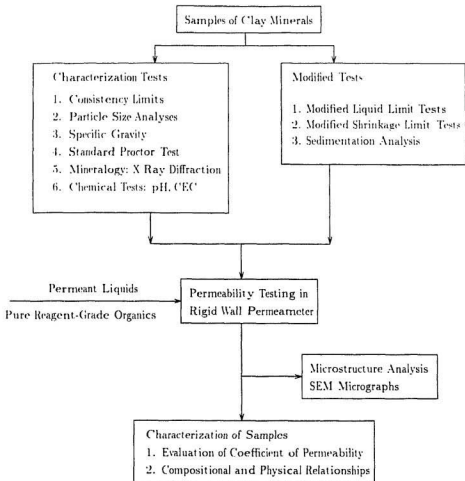 Samples of Clay Minerals
Characterization Tests
1. Consistency Limits
2. Particle Size Analyses
3. Specific Gravity
4. Standard Proctor Test
5. Mineralogy: X Ray Diffraction
6. Chemical Tests: pH, CEC
Modified Tests
1. Modified Liquid Limit Tests
2. Modified Shrinkage Limit Tests
3. Sedimentation Analysis
Permeant Liquids
Pure Reagent-Grade Organics
Permeability Testing in
Rigid Wall Permeameter
Microstructure Analysis
SEM Micrographs
Characterization of Samples
1. Evaluation of Coefficient of Permeability
2. Compositional and Physical Relationships